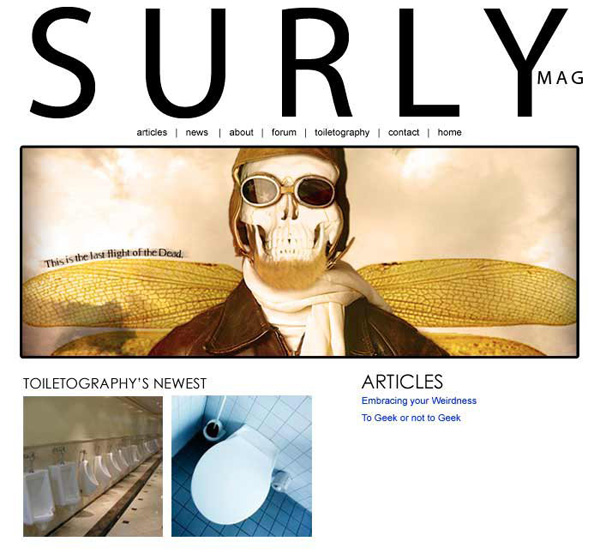 SURLY
MAG
articles | news | about | forum | toiletography | contact | home
This is the last flight of the Dead.
TOILETOGRAPHY'S NEWEST
ARTICLES
Embracing your Weirdness
To Geek or not to Geek